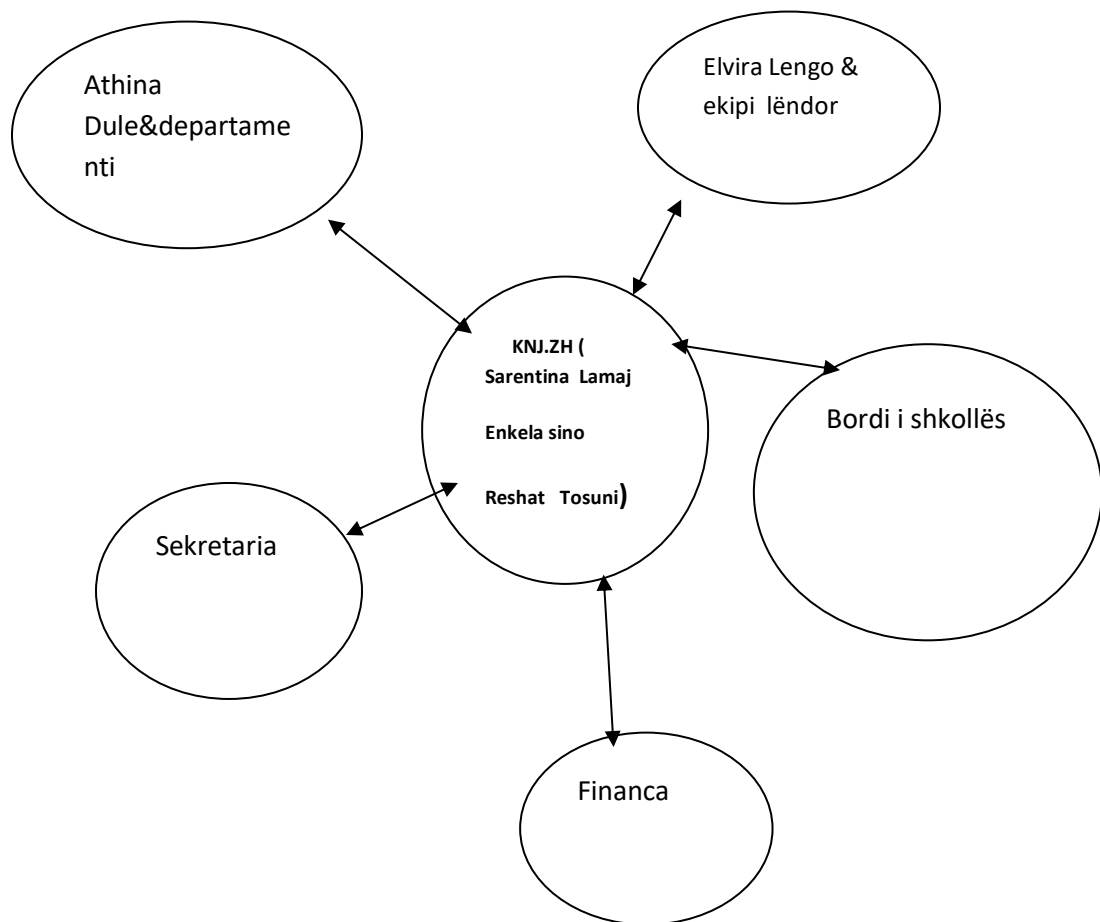 Athina
Dule&departame
nti
Elvira Lengo &
ekipi lëndor
KNJ.ZH (
Sarentina Lamaj
Enkela sino
Reshat Tosuni)
Bordi i shkollës
Sekretaria
Financa